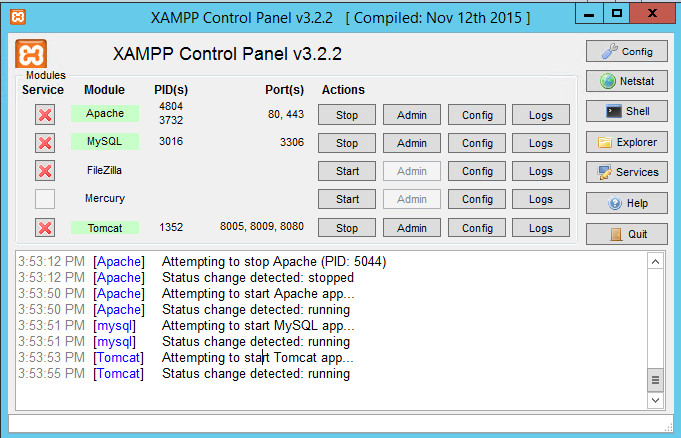 XAMPP Control Panel v3.2.2 [ Compiled: Nov 12th 2015 ]
XAMPP Control Panel v3.2.2
Config
Modules
Service Module PID(s) Port(s) Actions
Netstat
Apache 4804 3732 80, 443 Stop Admin Config Logs
Shell
MySQL 3016 3306 Stop Admin Config Logs
Explorer
FileZilla Start Admin Config Logs
Services
Mercury Start Admin Config Logs
Help
Tomcat 1352 8005, 8009, 8080 Stop Admin Config Logs
Quit
3:53:12 PM [Apache] Attempting to stop Apache (PID: 5044)
3:53:12 PM [Apache] Status change detected: stopped
3:53:50 PM [Apache] Attempting to start Apache app...
3:53:50 PM [Apache] Status change detected: running
3:53:51 PM [mysql] Attempting to start MySQL app...
3:53:51 PM [mysql] Status change detected: running
3:53:53 PM [Tomcat] Attempting to start Tomcat app...
3:53:55 PM [Tomcat] Status change detected: running